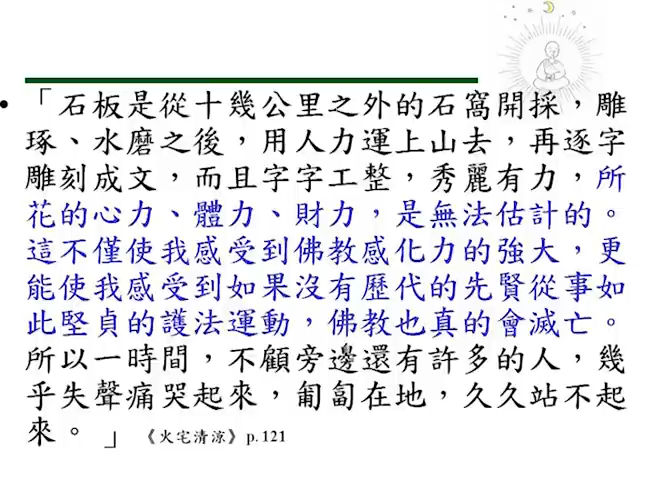 •「石板是從十幾公里之外的石窩開採，雕
琢、水磨之後，用人力運上山去，再逐字
雕刻成文，而且字字工整，秀麗有力，所
花的心力、體力、財力，是無法估計的。
這不僅使我感受到佛教感化力的強大，更
能使我感受到如果沒有歷代的先賢從事如
此堅貞的護法運動，佛教也真的會滅亡。
所以一時間，不顧旁邊還有許多的人，幾
乎失聲痛哭起來，匍匐在地，久久站不起
來。」《火宅清涼》p.121